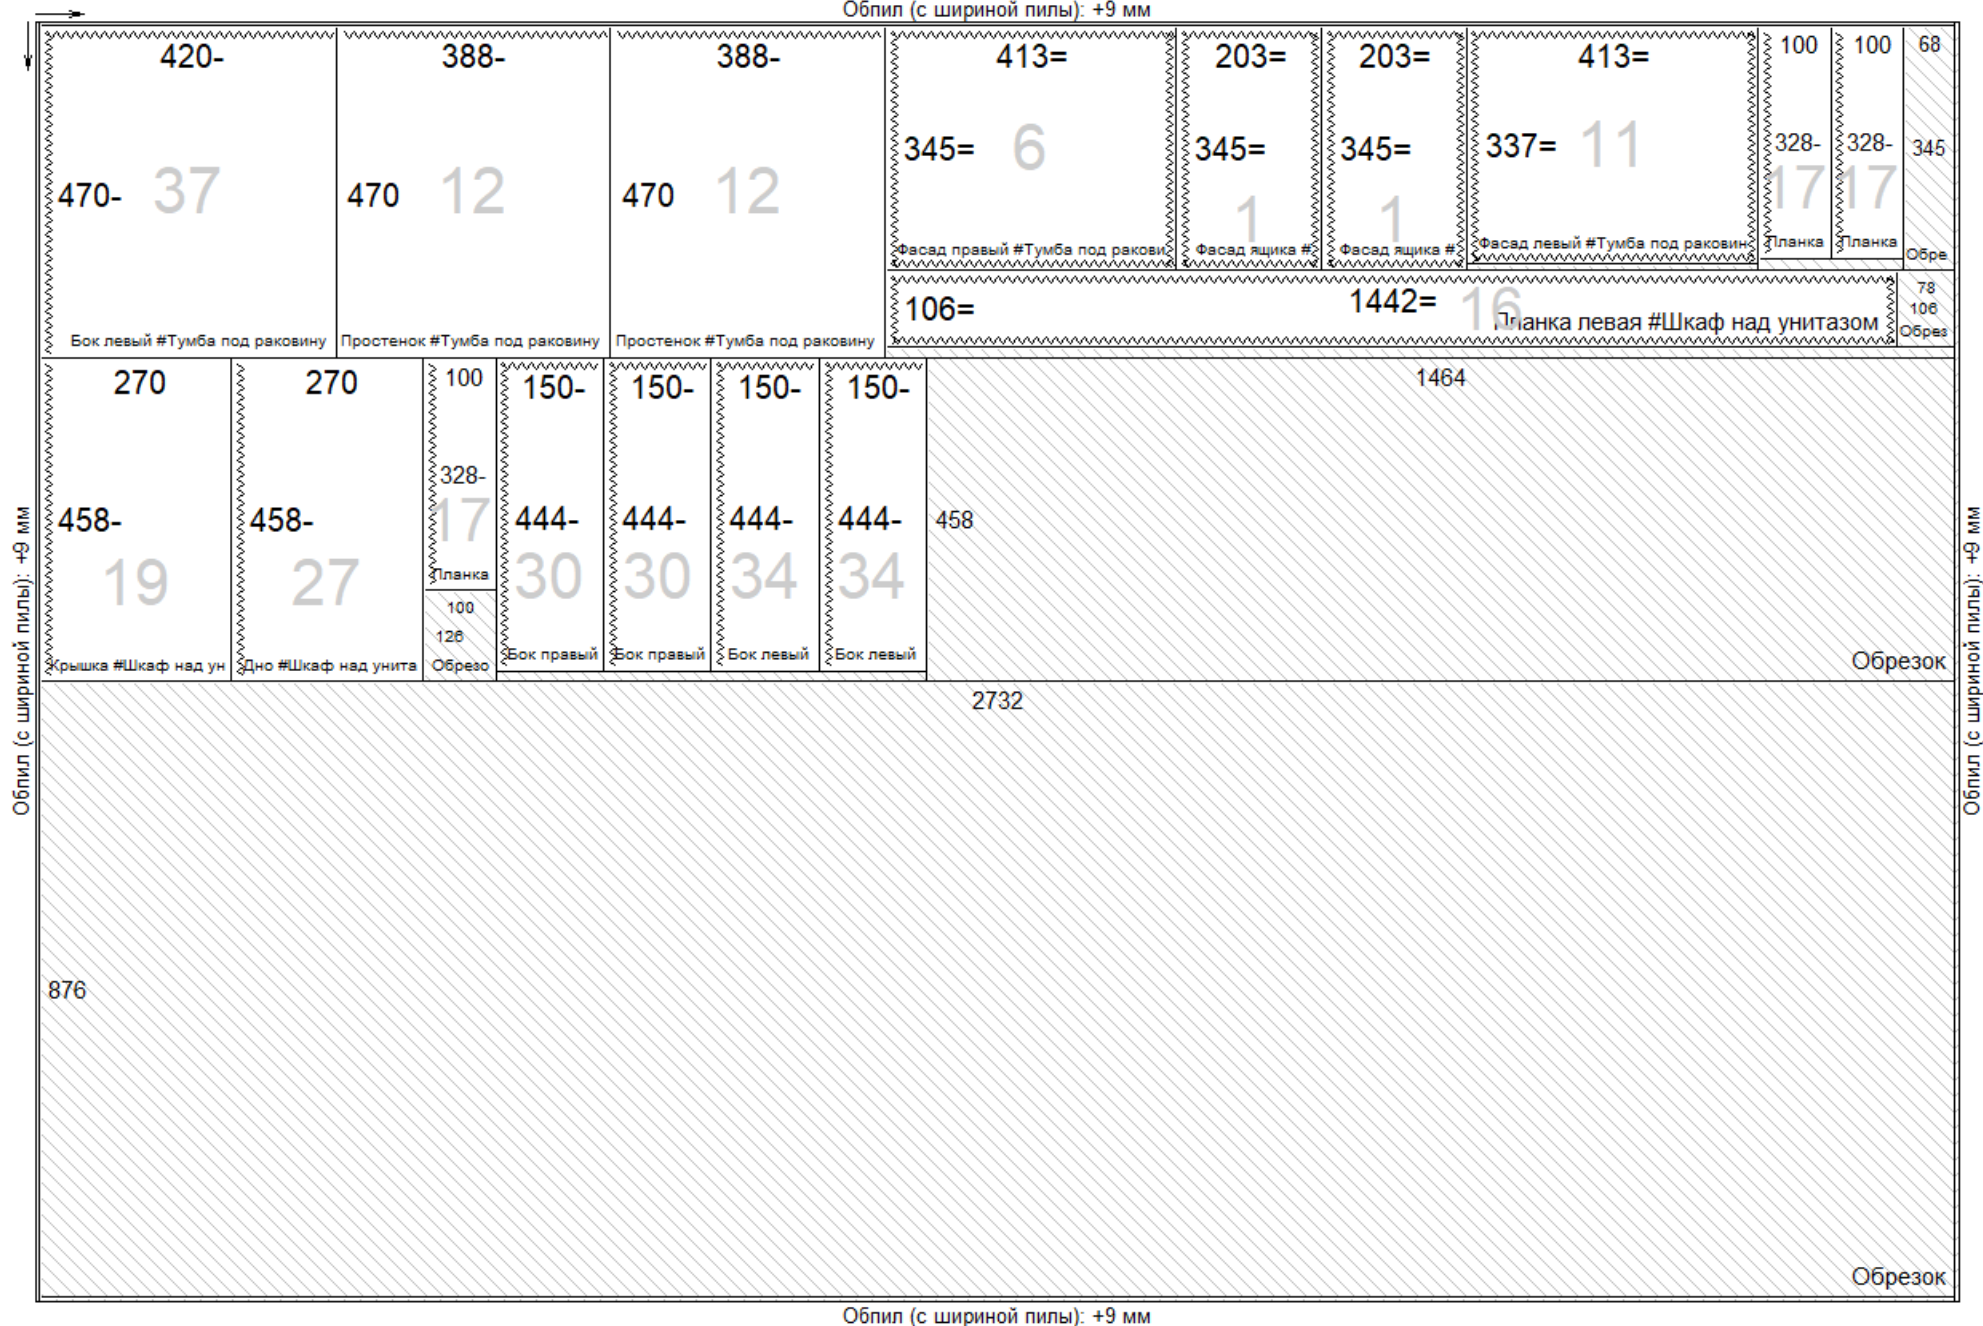 Обпил (с шириной пилы): +9 мм
420-
388-
388-
413=
203=
203=
413=
100
100
68
470-
37
470
12
470
12
345=
6
345=
1
345=
1
337=
11
328-
17
328-
17
345
Фасад правый #Тумба под ракови
Фасад ящика #
Фасад ящика #
Фасад левый #Тумба под раковин
Планка
Планка
Обре
106=
1442=
16
Планка левая #Шкаф над унитазом
78
106
Обрез
Бок левый #Тумба под раковину
Простенок #Тумба под раковину
Простенок #Тумба под раковину
270
270
100
150-
150-
150-
150-
1464
458-
19
458-
27
328-
17
Планка
444-
30
444-
30
444-
34
444-
34
458
100
126
Обрезо
Крышка #Шкаф над ун
Дно #Шкаф над унита
Бок правый
Бок правый
Бок левый
Бок левый
Обрезок
Обпил (с шириной пилы): +9 мм
Обпил (с шириной пилы): +9 мм
2732
876
Обрезок
Обпил (с шириной пилы): +9 мм